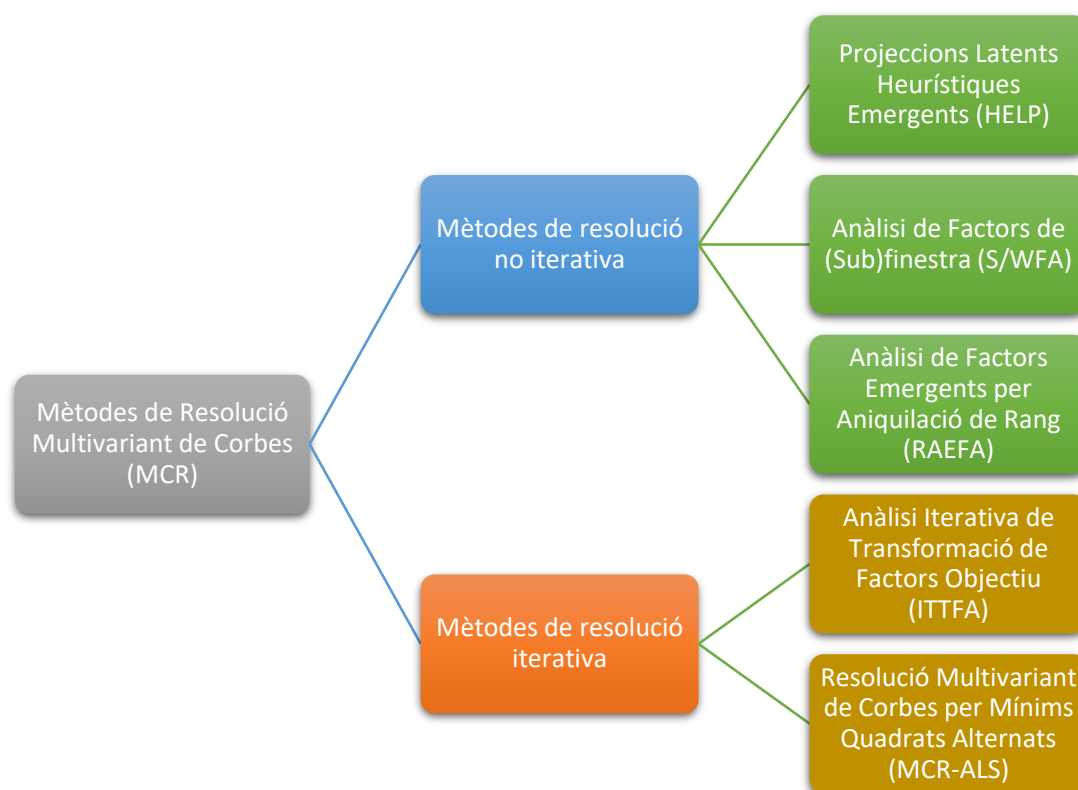 Mètodes de Resolució
Multivariant de Corbes
(MCR)
Mètodes de resolució
no iterativa
Projeccions Latents
Heurístiques
Emergents (HELP)
Anàlisi de Factors de
(Sub)finestra (S/WFA)
Anàlisi de Factors
Emergents per
Aniquilació de Rang
(RAEFA)
Mètodes de resolució
iterativa
Anàlisi Iterativa de
Transformació de
Factors Objectiu
(ITTFA)
Resolució Multivariant
de Corbes per Mínims
Quadrats Alternats
(MCR-ALS)